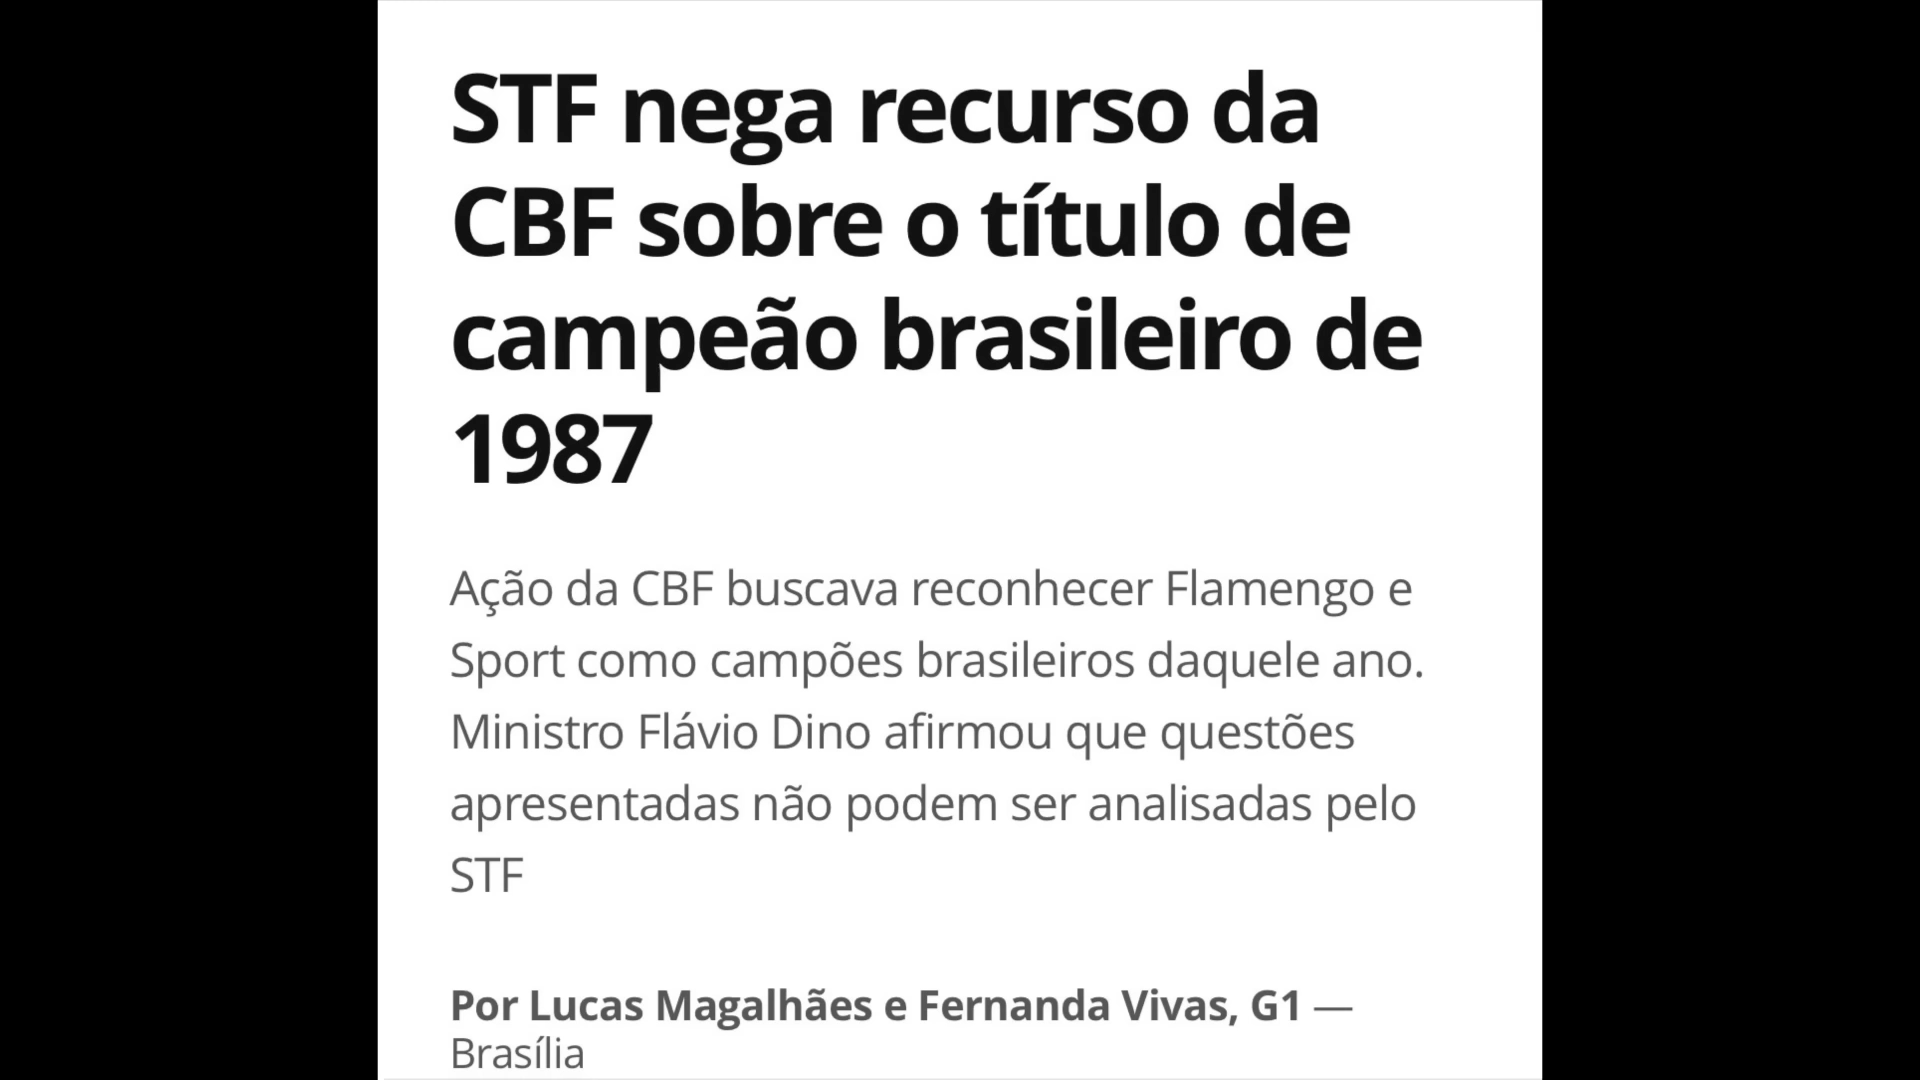 STF nega recurso da
CBF sobre o título de
campeão brasileiro de
1987
Ação da CBF buscava reconhecer Flamengo e
Sport como campões brasileiros daquele ano.
Ministro Flávio Dino afirmou que questões
apresentadas não podem ser analisadas pelo
STF
Por Lucas Magalhães e Fernanda Vivas, G1 —
Brasília